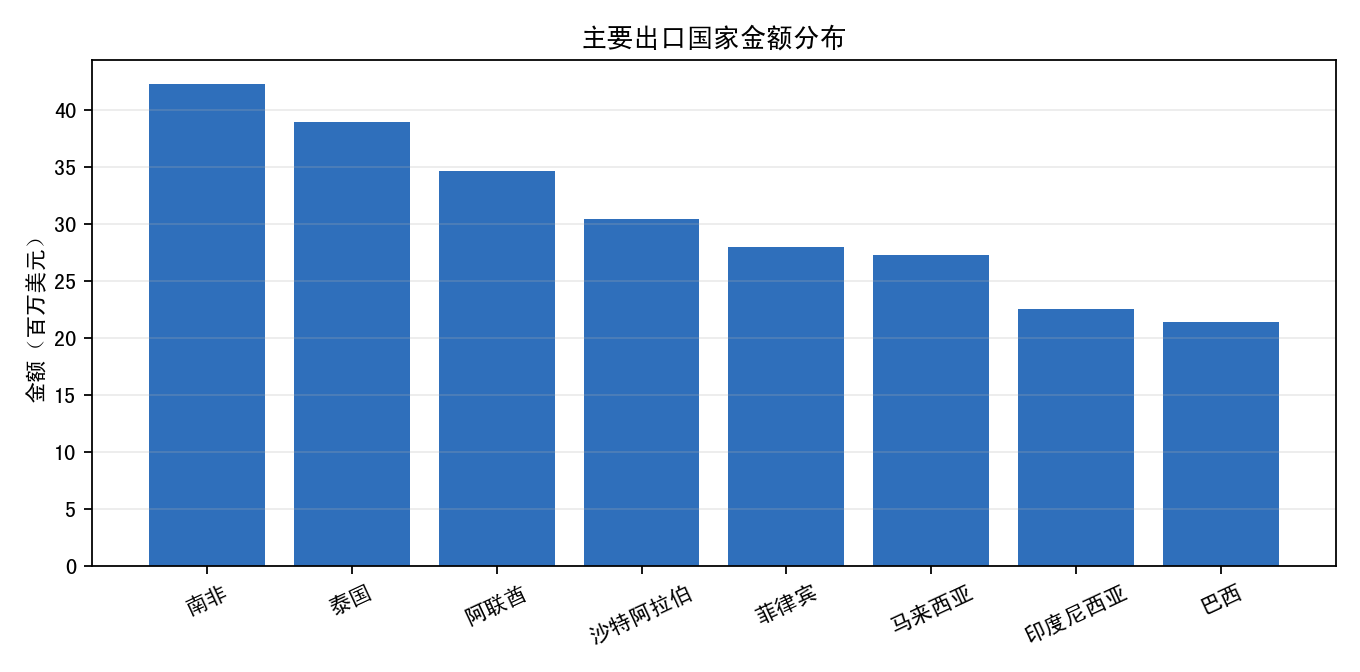 主要出口国家金额分布
金额（百万美元）
40
35
30
25
20
15
10
5
0
南非
泰国
阿联酋
沙特阿拉伯
菲律宾
马来西亚
印度尼西亚
巴西